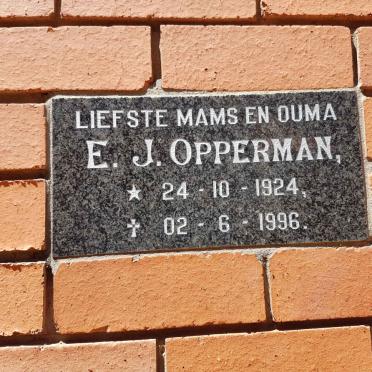 LIEFSTE MAMS EN OUMA
E. J. OPPERMAN,
★ 24 - 10 - 1924,
✝ 02 - 6 - 1996.